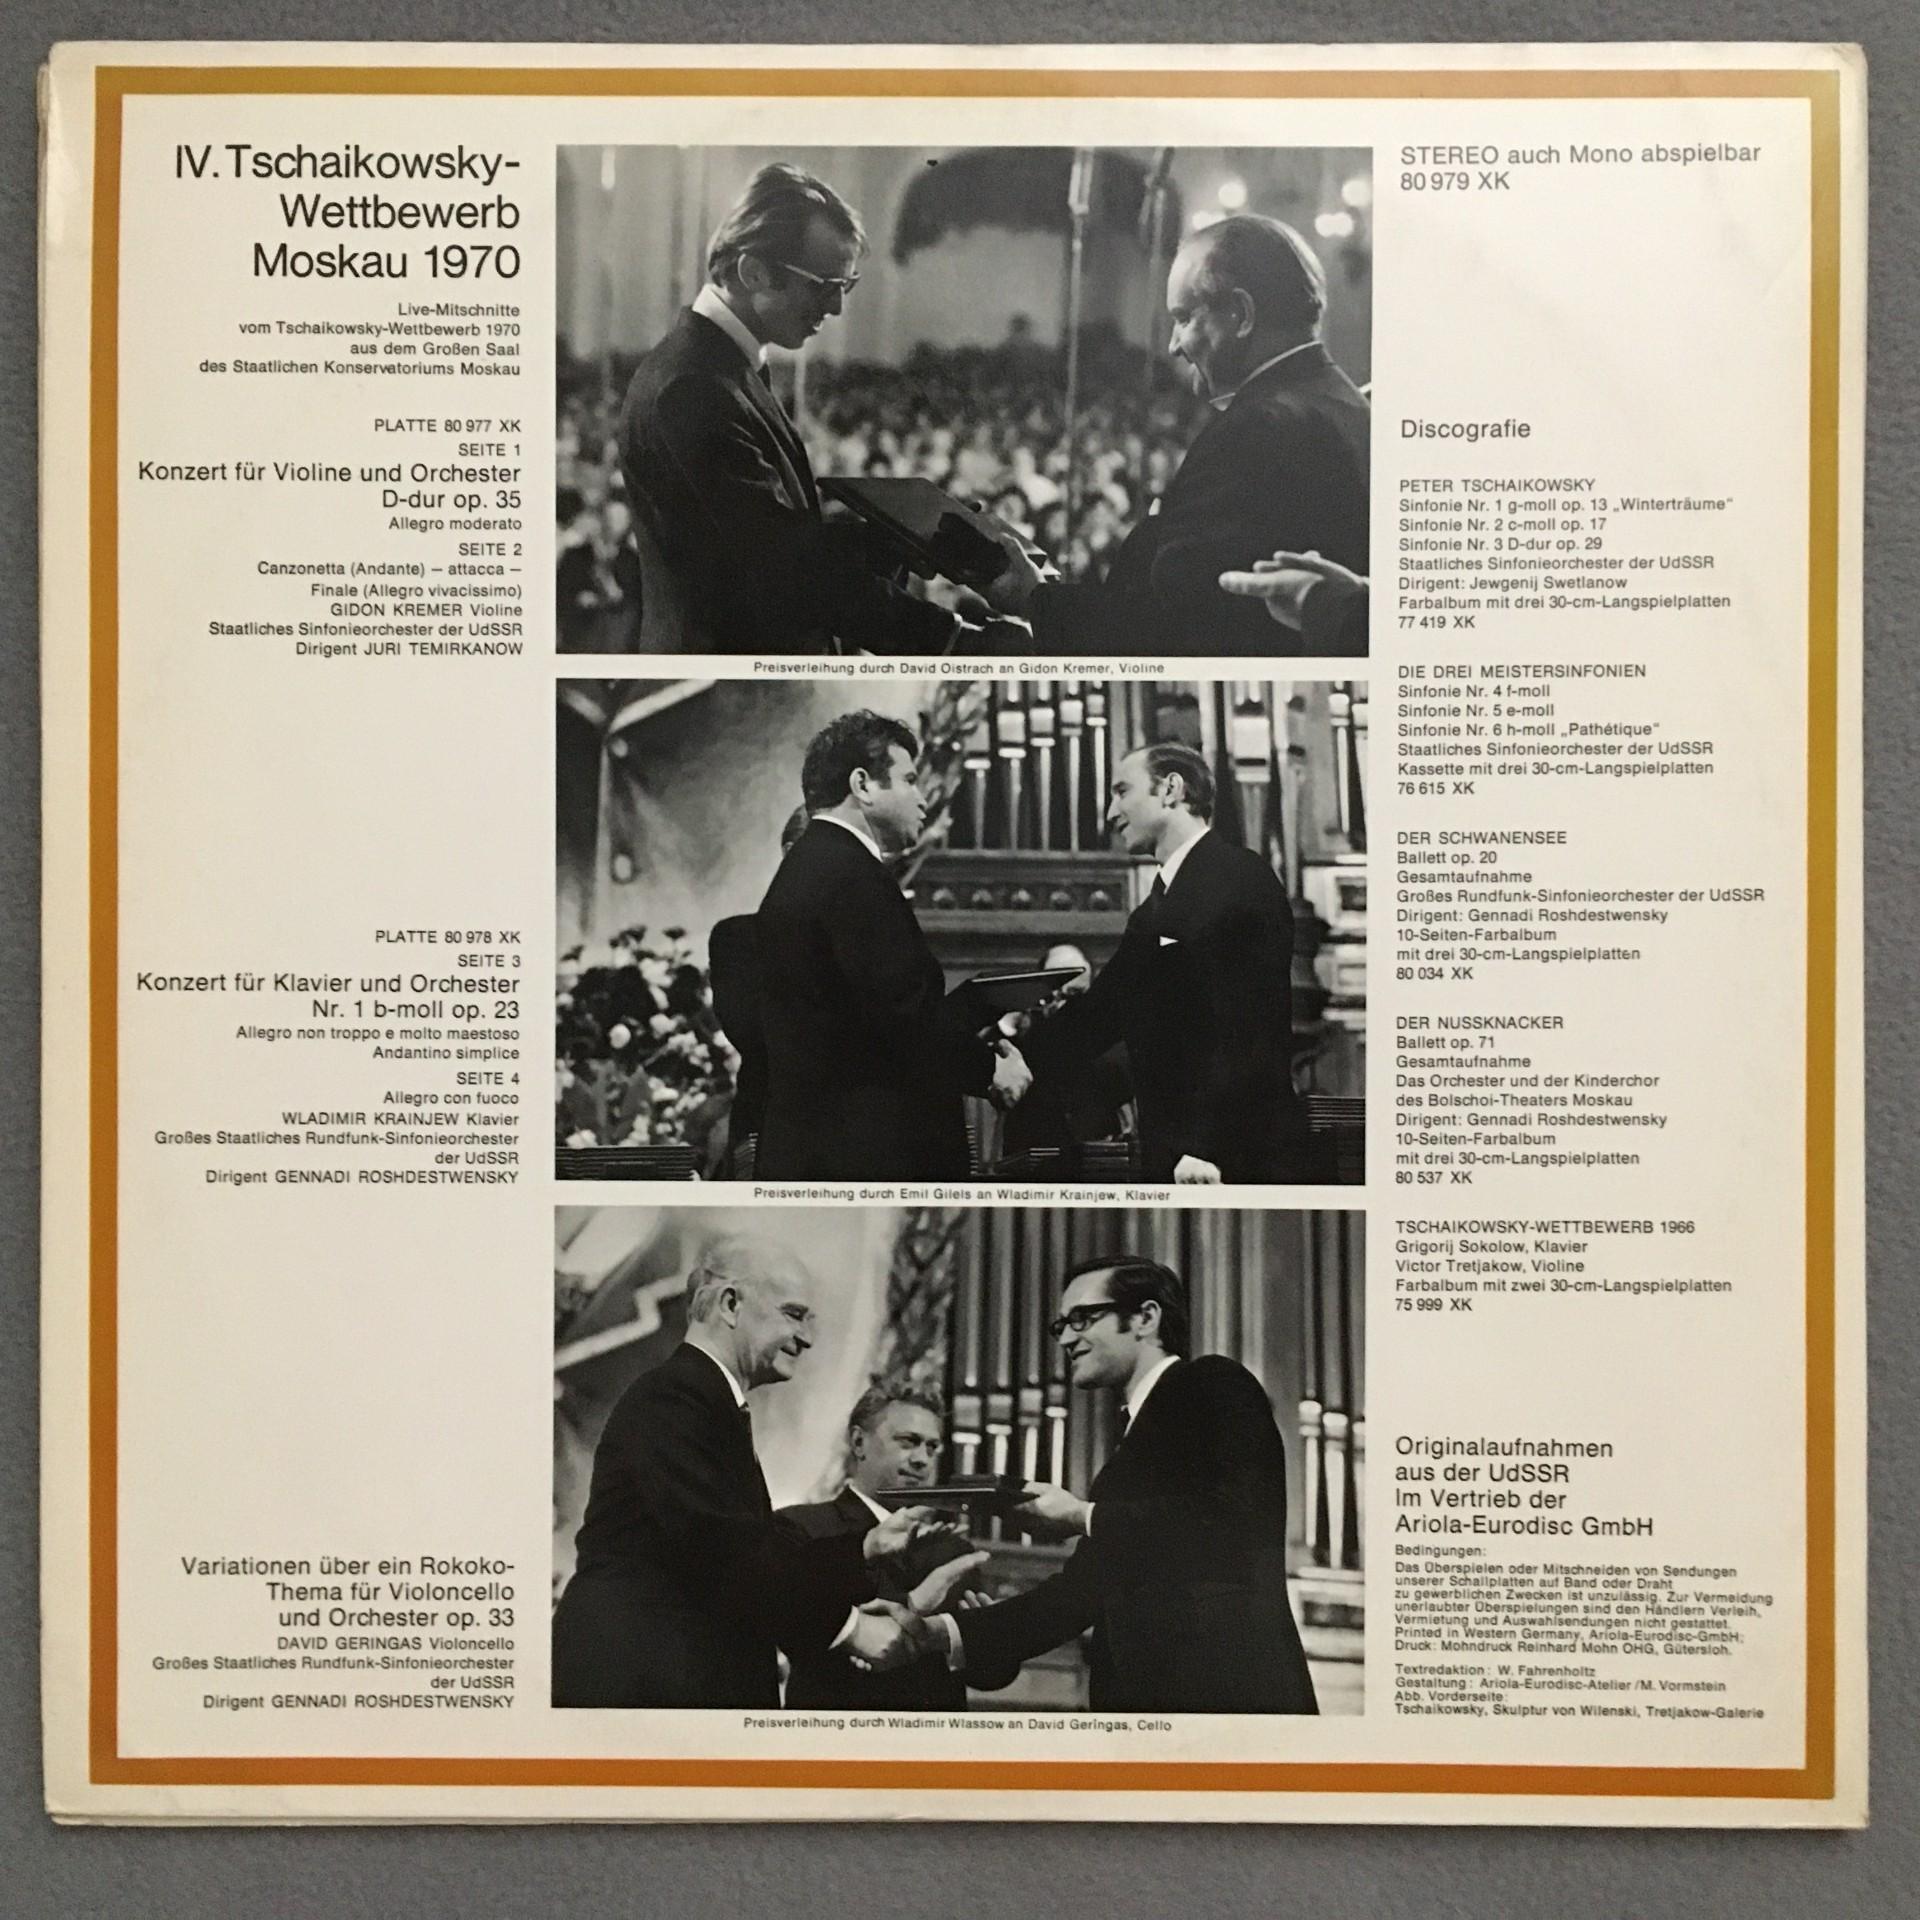 IV. Tschaikowsky-
Wettbewerb
Moskau 1970
Live-Mitschnitte
vom Tschaikowsky-Wettbewerb 1970
aus dem Großen Saal
des Staatlichen Konservatoriums Moskau
PLATTE 80 977 XK
SEITE 1
Konzert für Violine und Orchester
D-dur op. 35
Allegro moderato
SEITE 2
Canzonetta (Andante) — attacca —
Finale (Allegro vivacissimo)
GIDON KREMER Violine
Staatliches Sinfonieorchester der UdSSR
Dirigent JURI TEMIRKANOW
PLATTE 80 978 XK
SEITE 3
Konzert für Klavier und Orchester
Nr. 1 b-moll op. 23
Allegro non troppo e molto maestoso
Andantino simplice
SEITE 4
Allegro con fuoco
WLADIMIR KRAINJEW Klavier
Großes Staatliches Rundfunk-Sinfonieorchester
der UdSSR
Dirigent GENNADI ROSHDESTWENSKY
Variationen über ein Rokoko-
Thema für Violoncello
und Orchester op. 33
DAVID GERINGAS Violoncello
Großes Staatliches Rundfunk-Sinfonieorchester
der UdSSR
Dirigent GENNADI ROSHDESTWENSKY
Preisverleihung durch David Oistrach an Gidon Kremer, Violine
Preisverleihung durch Emil Gilels an Wladimir Krainjew, Klavier
Preisverleihung durch Wladimir Wlassow an David Geringas, Cello
STEREO auch Mono abspielbar
80 979 XK
Discografie
PETER TSCHAIKOWSKY
Sinfonie Nr. 1 g-moll op. 13 „Winterträume“
Sinfonie Nr. 2 c-moll op. 17
Sinfonie Nr. 3 D-dur op. 29
Staatliches Sinfonieorchester der UdSSR
Dirigent: Jewgenij Swetlanow
Farbalbum mit drei 30-cm-Langspielplatten
77 419 XK
DIE DREI MEISTERSINFONIEN
Sinfonie Nr. 4 f-moll
Sinfonie Nr. 5 e-moll
Sinfonie Nr. 6 h-moll „Pathétique“
Staatliches Sinfonieorchester der UdSSR
Kassette mit drei 30-cm-Langspielplatten
76 615 XK
DER SCHWANENSEE
Ballett op. 20
Gesamtaufnahme
Großes Rundfunk-Sinfonieorchester der UdSSR
Dirigent: Gennadi Roshdestwensky
10-Seiten-Farbalbum
mit drei 30-cm-Langspielplatten
80 034 XK
DER NUSSKNACKER
Ballett op. 71
Gesamtaufnahme
Das Orchester und der Kinderchor
des Bolschoi-Theaters Moskau
Dirigent: Gennadi Roshdestwensky
10-Seiten-Farbalbum
mit drei 30-cm-Langspielplatten
80 537 XK
TSCHAIKOWSKY-WETTBEWERB 1966
Grigorij Sokolow, Klavier
Victor Tretjakow, Violine
Farbalbum mit zwei 30-cm-Langspielplatten
75 999 XK
Originalaufnahmen
aus der UdSSR
Im Vertrieb der
Ariola-Eurodisc GmbH
Bedingungen:
Das Überspielen oder Mitschneiden von Sendungen
unserer Schallplatten auf Band oder Draht
zu gewerblichen Zwecken ist unzulässig. Zur Vermeidung
unerlaubter Überspielungen sind den Händlern Verleih,
Vermietung und Auswahlsendungen nicht gestattet.
Printed in Western Germany, Ariola-Eurodisc-GmbH;
Druck: Mohndruck Reinhard Mohn OHG, Gütersloh.
Textredaktion: W. Fahrenholtz
Gestaltung: Ariola-Eurodisc-Atelier /M. Vormstein
Abb. Vorderseite:
Tschaikowsky, Skulptur von Wilenski, Tretjakow-Galerie